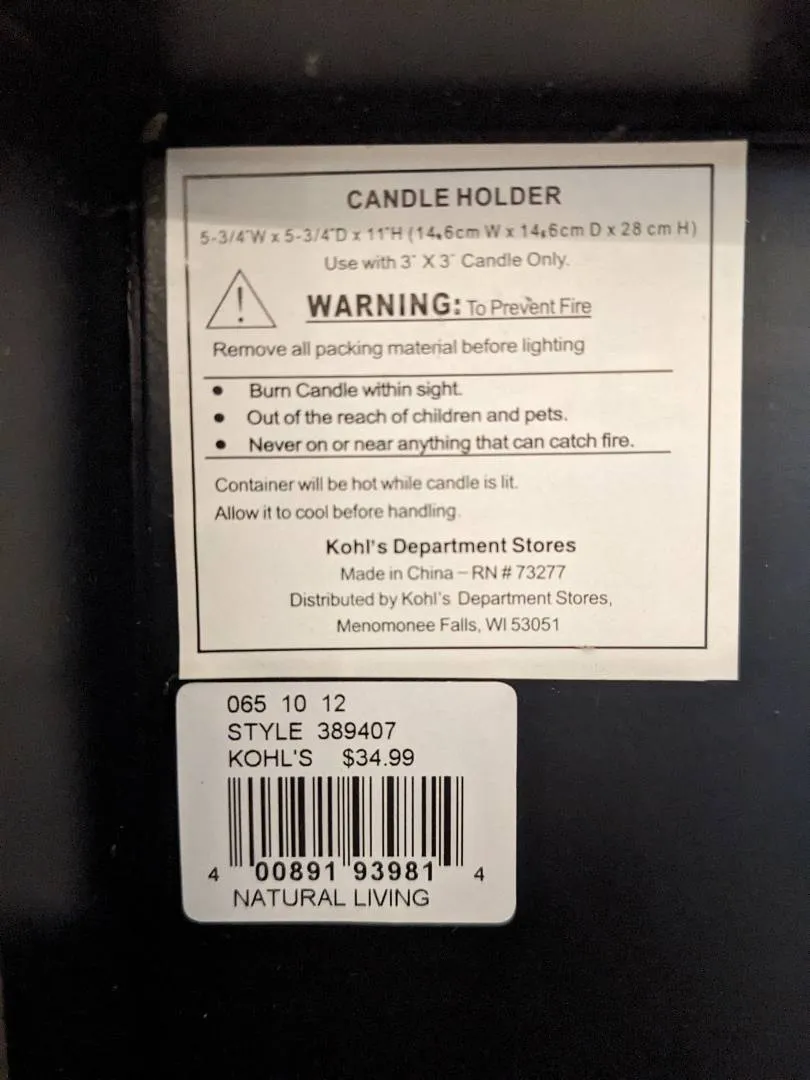 CANDLE HOLDER
5-3/4"W x 5-3/4"D x 11"H (14.6cm W x 14.6cm D x 28 cm H)
Use with 3" X 3" Candle Only.
WARNING: To Prevent Fire
Remove all packing material before lighting
• Burn Candle within sight.
• Out of the reach of children and pets.
• Never on or near anything that can catch fire.
Container will be hot while candle is lit.
Allow it to cool before handling.
Kohl's Department Stores
Made in China – RN # 73277
Distributed by Kohl's Department Stores,
Menomonee Falls, WI 53051
065 10 12
STYLE 389407
KOHL'S $34.99
4 00891 93981 4
NATURAL LIVING